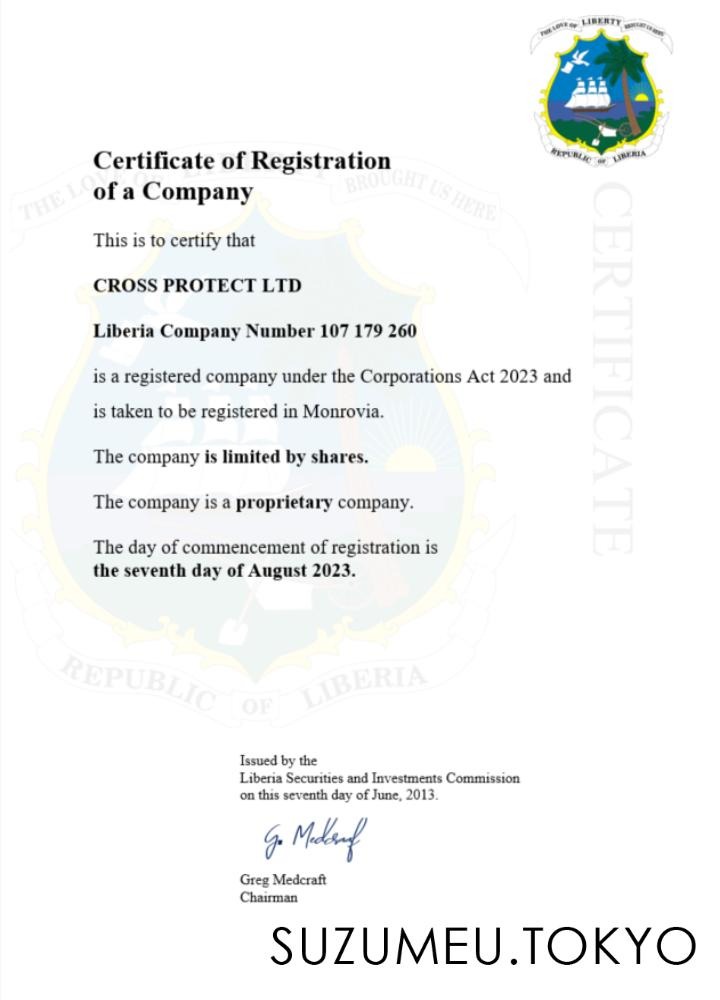 THE LOVE OF LIBERTY BROUGHT US HERE
REPUBLIC OF LIBERIA
CERTIFICATE
Certificate of Registration
of a Company
This is to certify that
CROSS PROTECT LTD
Liberia Company Number 107 179 260
is a registered company under the Corporations Act 2023 and
is taken to be registered in Monrovia.
The company is limited by shares.
The company is a proprietary company.
The day of commencement of registration is
the seventh day of August 2023.
THE LOVE OF LIBERTY BROUGHT US HERE
REPUBLIC OF LIBERIA
Issued by the
Liberia Securities and Investments Commission
on this seventh day of June, 2013.
G. Medcraf
Greg Medcraft
Chairman
SUZUMEU.TOKYO